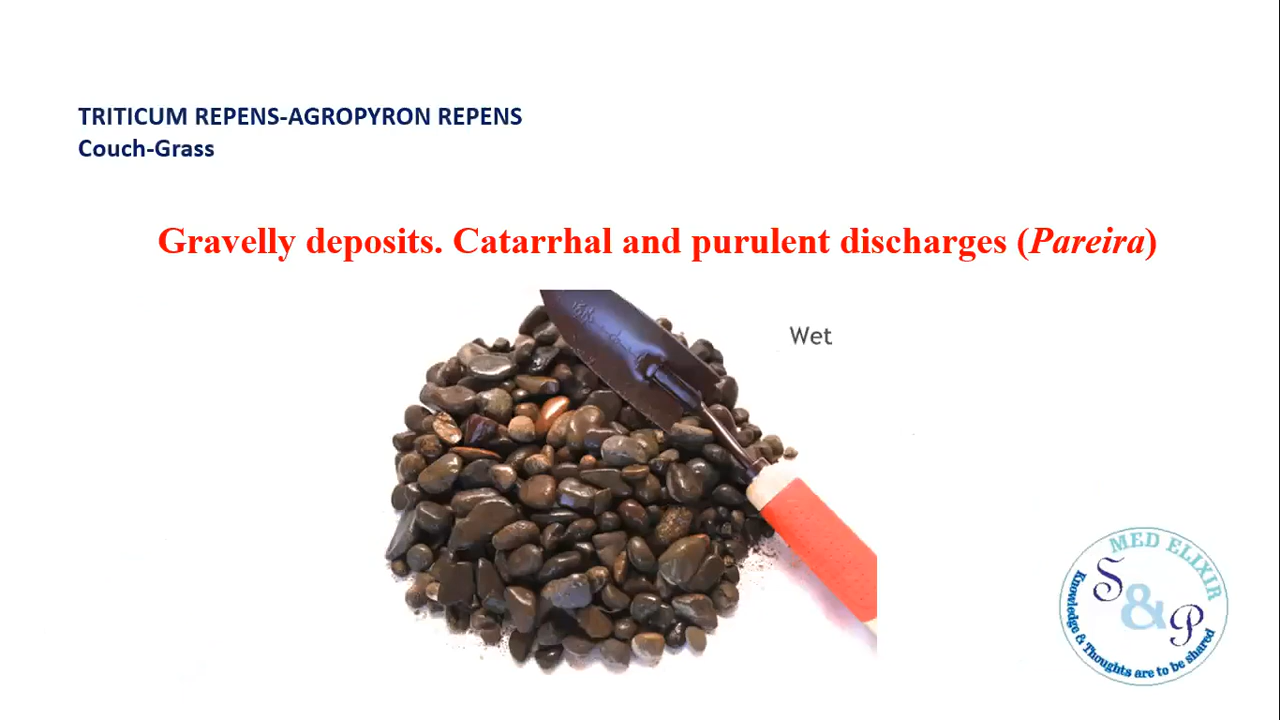 TRITICUM REPENS-AGROPYRON REPENS
Couch-Grass
Gravelly deposits. Catarrhal and purulent discharges (Pareira)
Wet
MED ELIXIR
S & P
Knowledge & Thoughts are to be shared